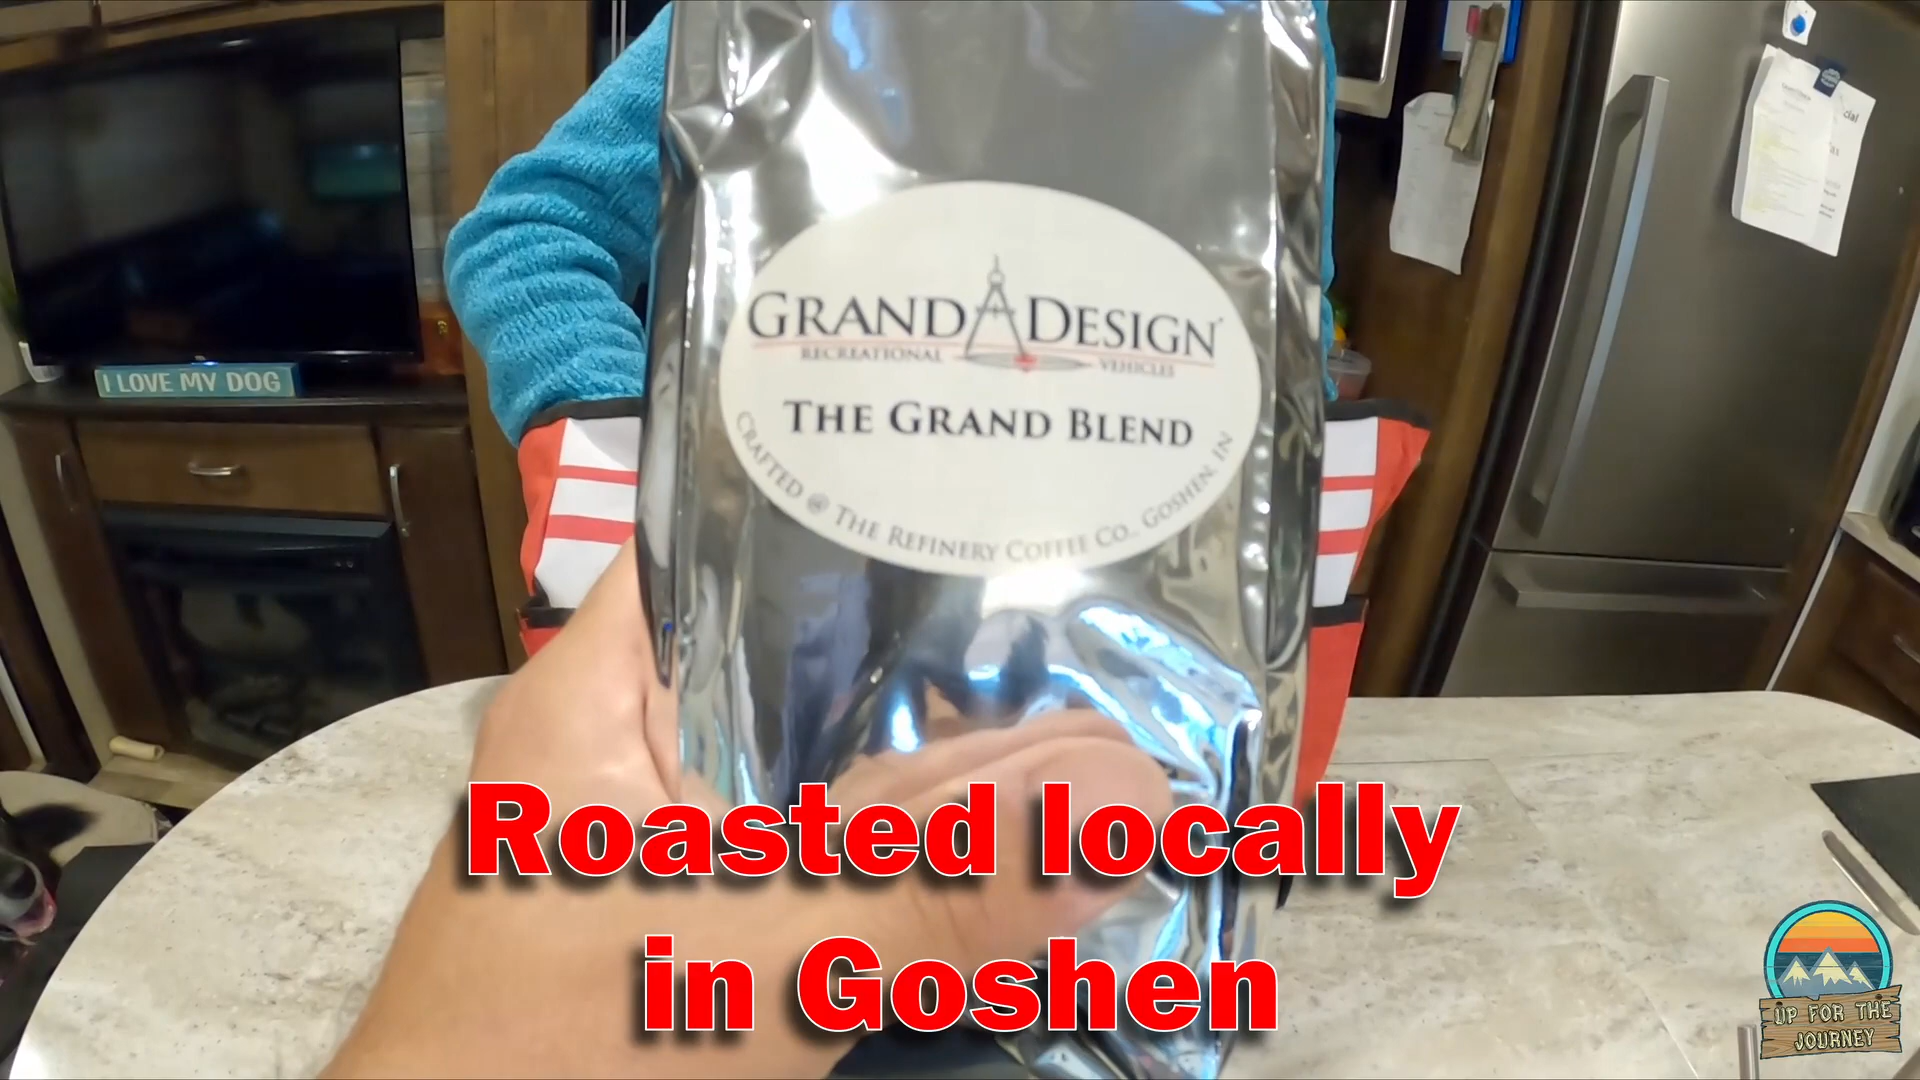 I LOVE MY DOG
GRAND DESIGN
RECREATIONAL VEHICLES
THE GRAND BLEND
CRAFTED @ THE REFINERY COFFEE CO., GOSHEN, IN
Roasted locally
in Goshen
UP FOR THE
JOURNEY